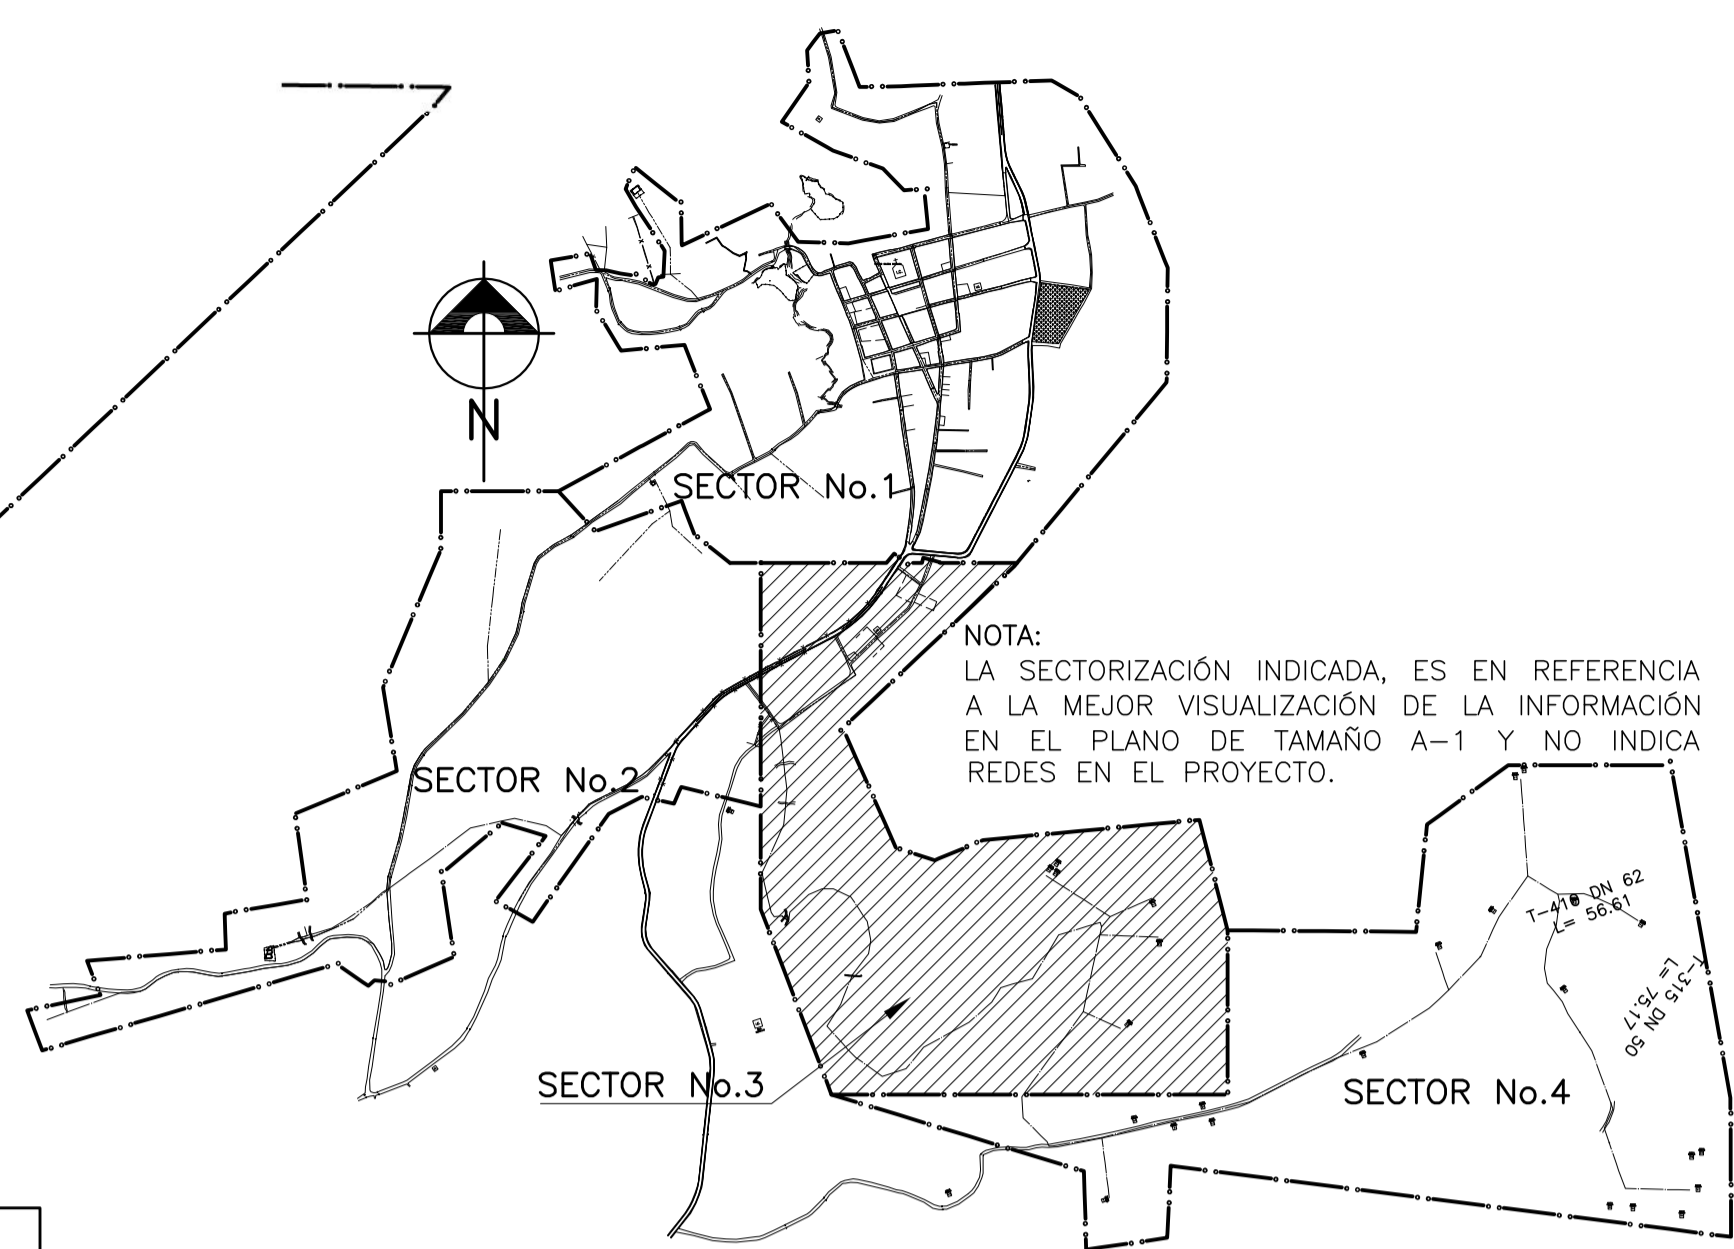 N
SECTOR No.1
NOTA:
LA SECTORIZACIÓN INDICADA, ES EN REFERENCIA
A LA MEJOR VISUALIZACIÓN DE LA INFORMACIÓN
EN EL PLANO DE TAMAÑO A-1 Y NO INDICA
REDES EN EL PROYECTO.
SECTOR No.2
T-410 DN 62
L= 56.61
T-315 DN 50
L= 75.17
SECTOR No.3
SECTOR No.4